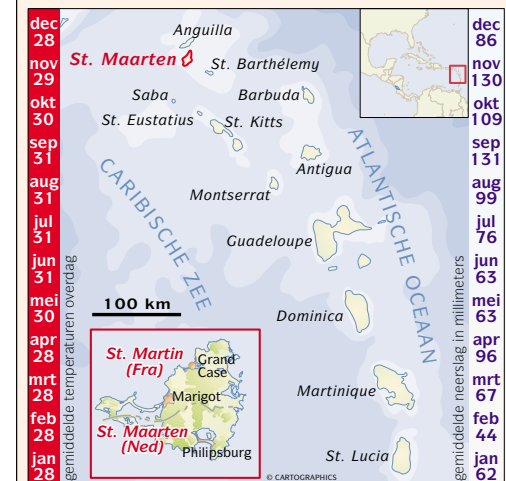 dec
28
nov
29
okt
30
sep
31
aug
31
jul
31
jun
31
mei
30
apr
28
mrt
28
feb
28
jan
28
gemiddelde temperaturen overdag
Anguilla
St. Maarten
St. Barthélemy
Saba
Barbuda
St. Eustatius
St. Kitts
Antigua
Montserrat
Guadeloupe
Dominica
Martinique
St. Lucia
CARIBISCHE ZEE
ATLANTISCHE OCEAAN
100 km
St. Martin
(Fra)
Grand
Case
Marigot
St. Maarten
(Ned)
Philipsburg
© CARTOGRAPHICS
gemiddelde neerslag in millimeters
dec
86
nov
130
okt
109
sep
131
aug
99
jul
76
jun
63
mei
63
apr
96
mrt
67
feb
44
jan
62